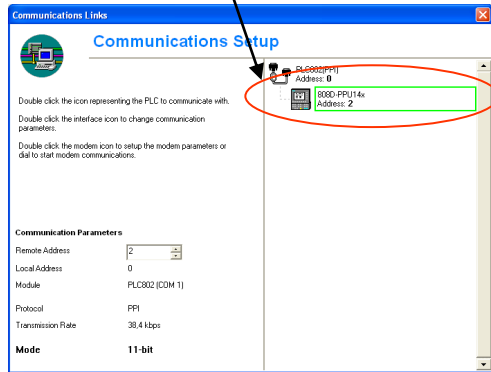 Communications Links
Communications Setup
Double click the icon representing the PLC to communicate with.
Double click the interface icon to change communication
parameters.
Double click the modem icon to setup the modem parameters or
dial to start modem communications.
Communication Parameters
Remote Address 2
Local Address 0
Module PLC802 (COM 1)
Protocol PPI
Transmission Rate 38,4 kbps
Mode 11-bit
PLC802(PPI)
Address: 0
808D-PPU14x
Address: 2